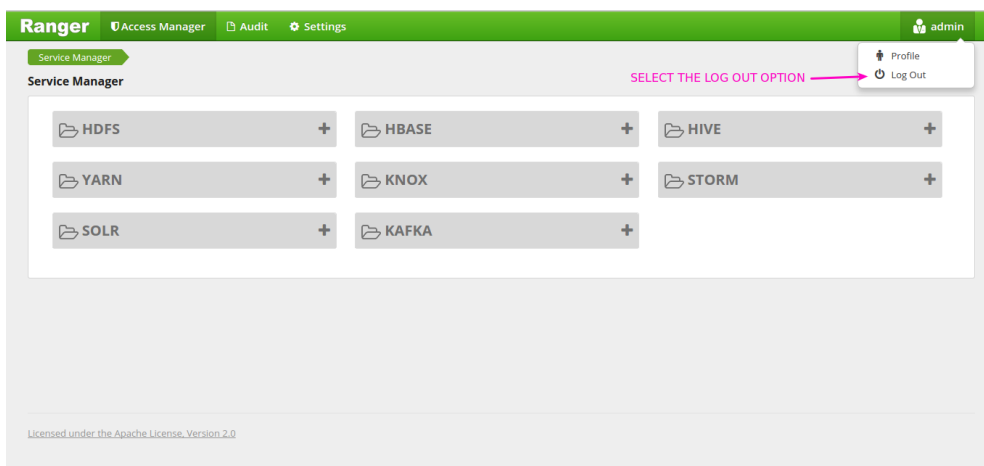 Ranger Access Manager Audit Settings admin
Profile
Log Out
Service Manager
Service Manager
SELECT THE LOG OUT OPTION
HDFS + HBASE + HIVE +
YARN + KNOX + STORM +
SOLR + KAFKA +
Licensed under the Apache License, Version 2.0